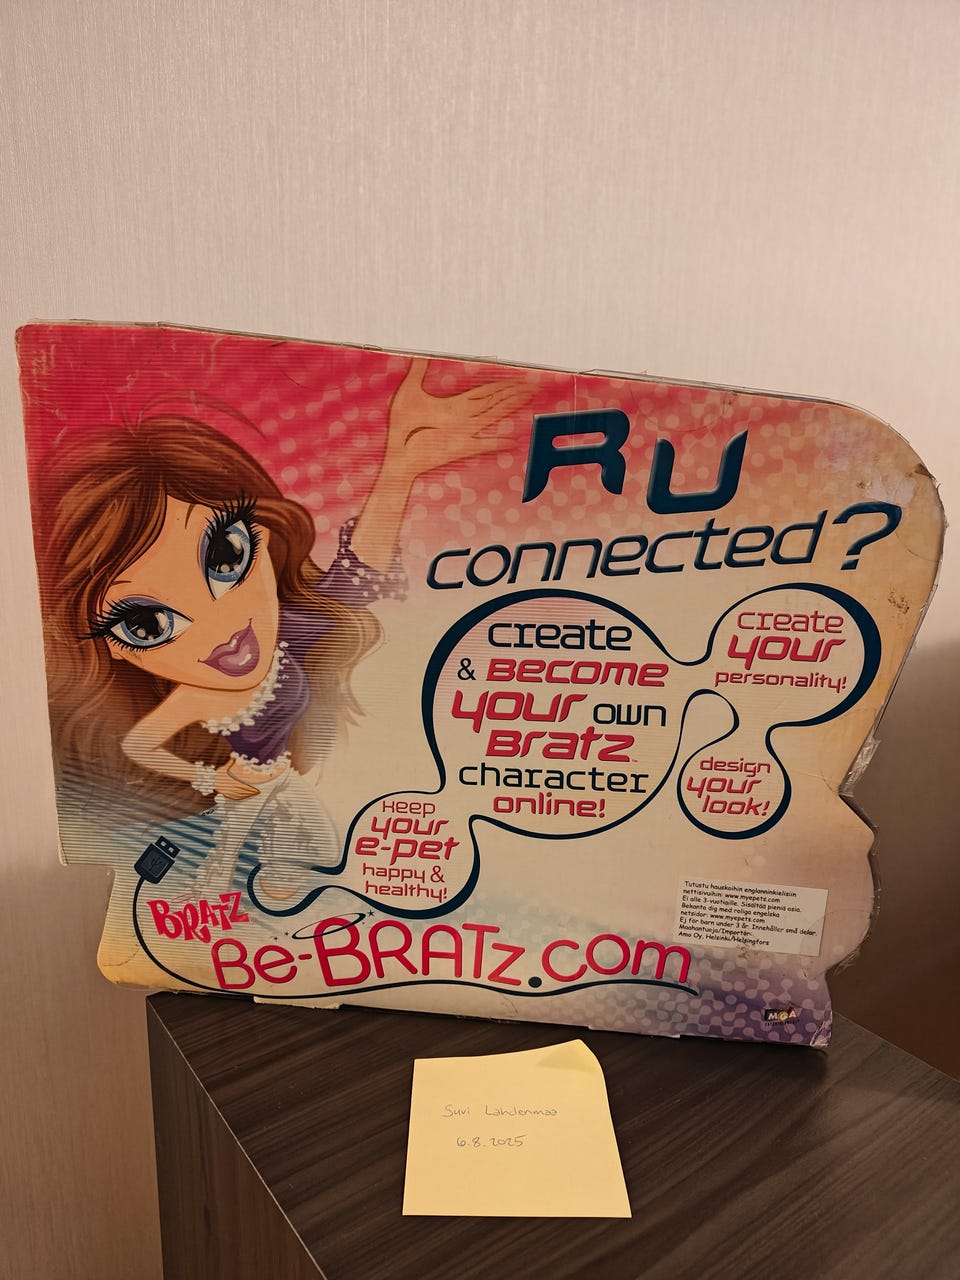 RU
connected?
create
& Become
your own
Bratz™
character
online!
create
your
personality!
design
your
look!
keep
your
e-pet
happy &
healthy!
BRATZ
Be-BRATz.com
Tutustu hauskoihin englanninkielisiin
nettisivuihin: www.myepets.com
Ei alle 3-vuotiaille. Sisältää pieniä osia.
Bekanta dig med roliga engelska
netsidor: www.myepets.com
Ej för barn under 3 år. Innehåller små delar.
Maahantuoja/Importör:
Amo Oy, Helsinki/Helsingfors
MGA
ENTERTAINMENT
Suvi Lahdenmaa
6.8.2025